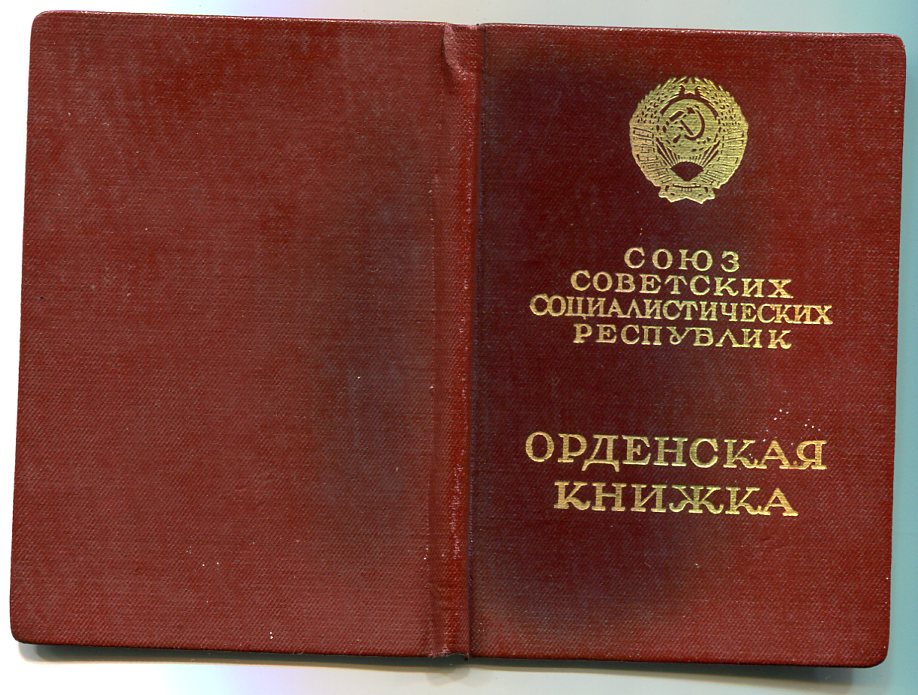 СОЮЗ
СОВЕТСКИХ
СОЦИАЛИСТИЧЕСКИХ
РЕСПУБЛИК
ОРДЕНСКАЯ
КНИЖКА